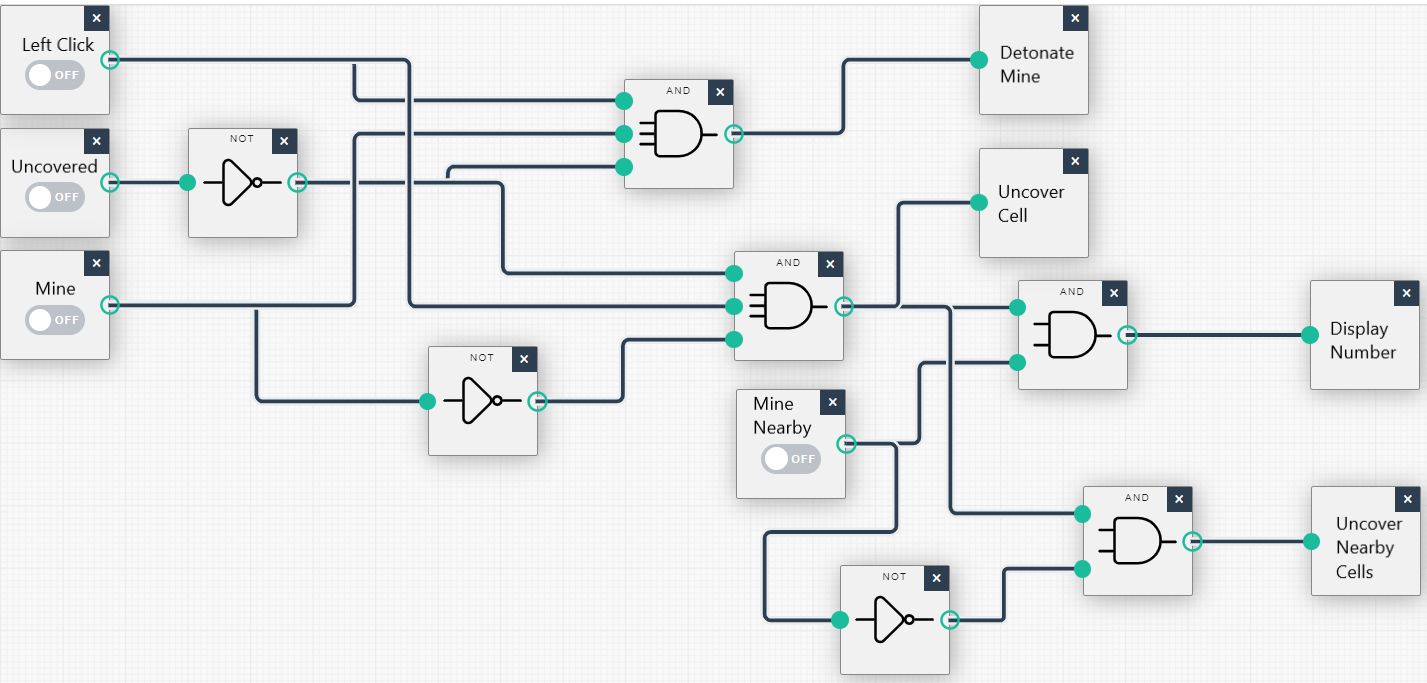 Left Click
OFF
Uncovered
OFF
Mine
OFF
NOT
NOT
AND
AND
Mine
Nearby
OFF
NOT
Detonate
Mine
Uncover
Cell
AND
Display
Number
AND
Uncover
Nearby
Cells